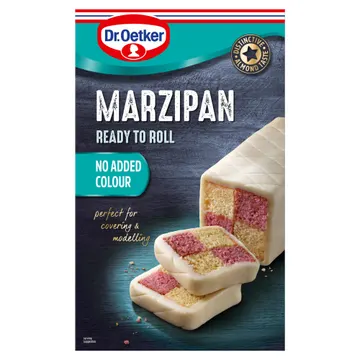 Dr.Oetker
DISTINCTIVE
ALMOND TASTE
MARZIPAN
READY TO ROLL
NO ADDED
COLOUR
perfect for
covering &
modelling